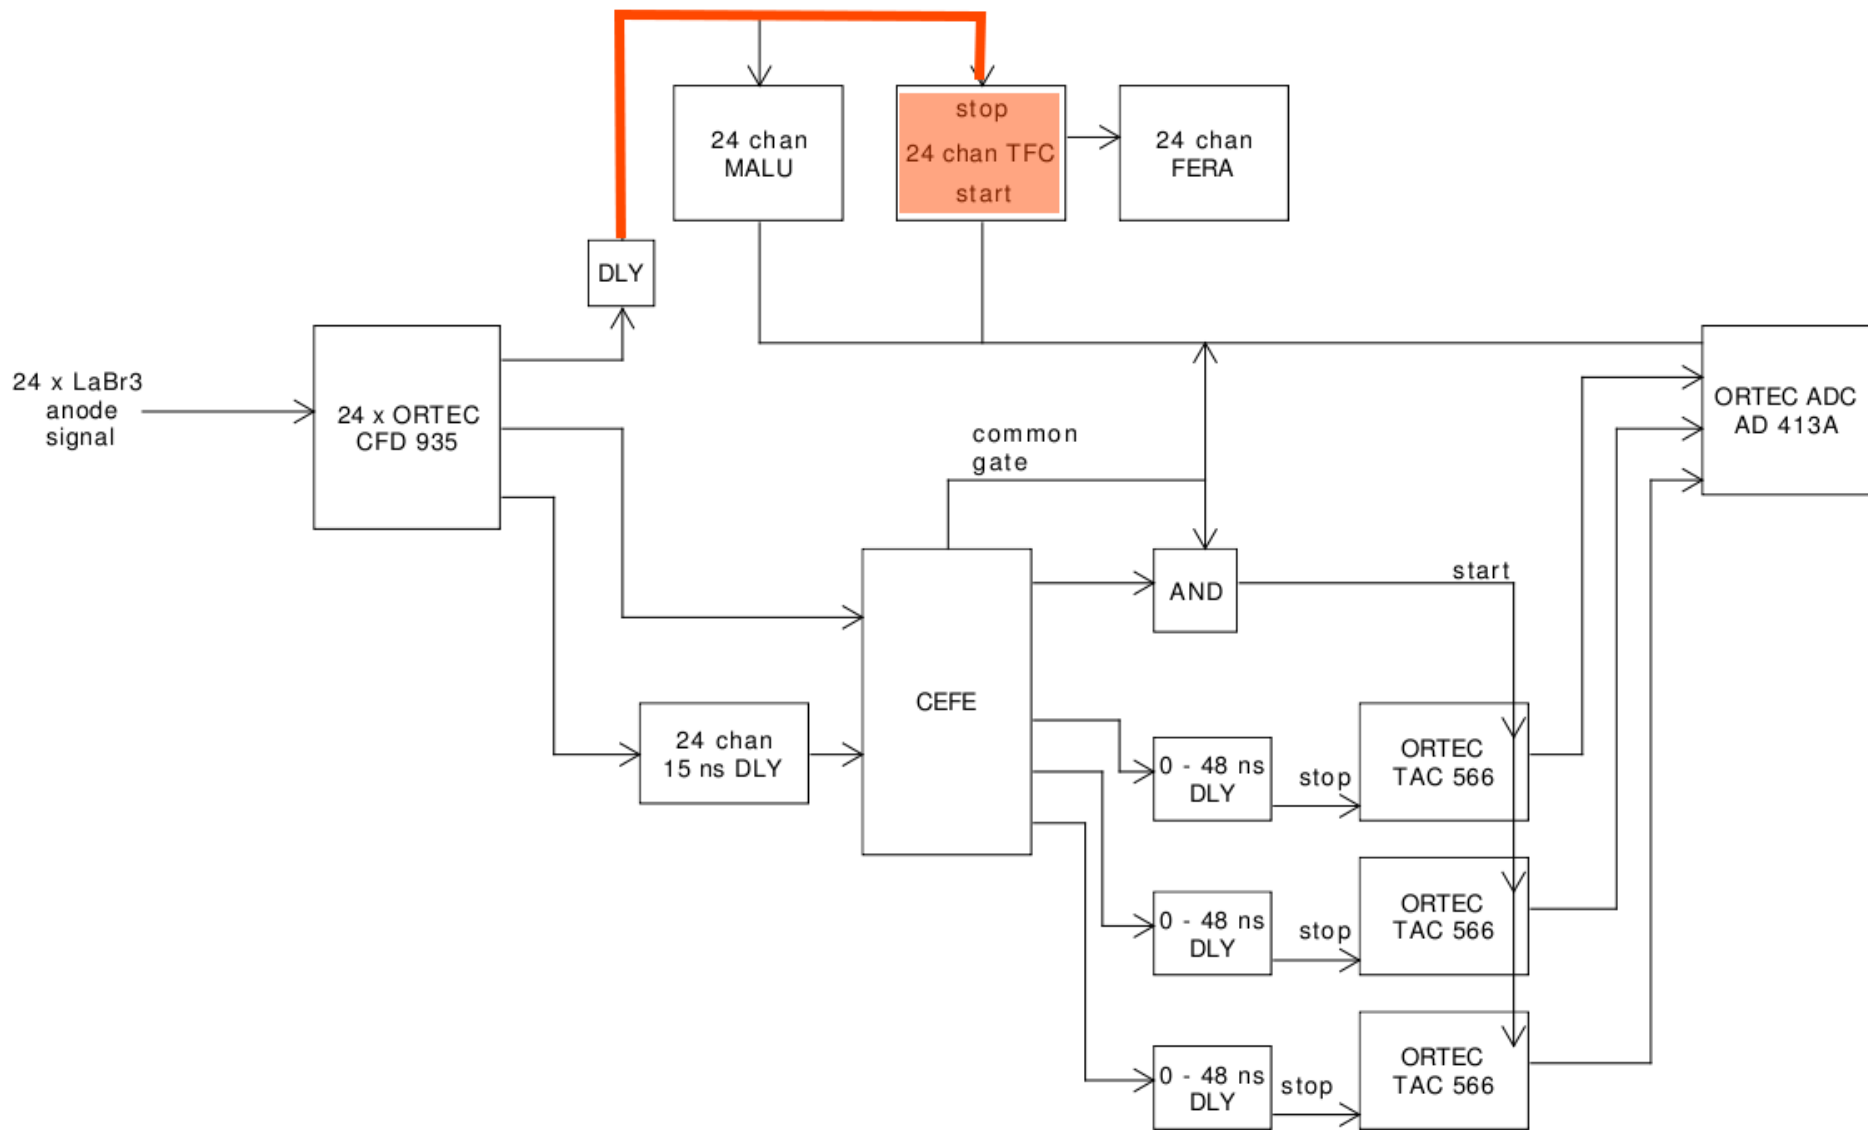 stop
24 chan
MALU
24 chan TFC
start
24 chan
FERA
DLY
24 x LaBr3
anode
signal
24 x ORTEC
CFD 935
ORTEC ADC
AD 413A
common
gate
AND
start
CEFE
24 chan
15 ns DLY
0 - 48 ns
DLY
stop
ORTEC
TAC 566
0 - 48 ns
DLY
stop
ORTEC
TAC 566
0 - 48 ns
DLY
stop
ORTEC
TAC 566